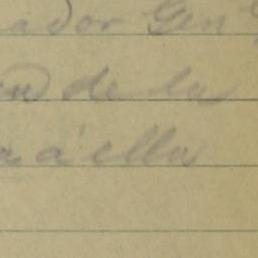 ador Gen
de la
a á ella